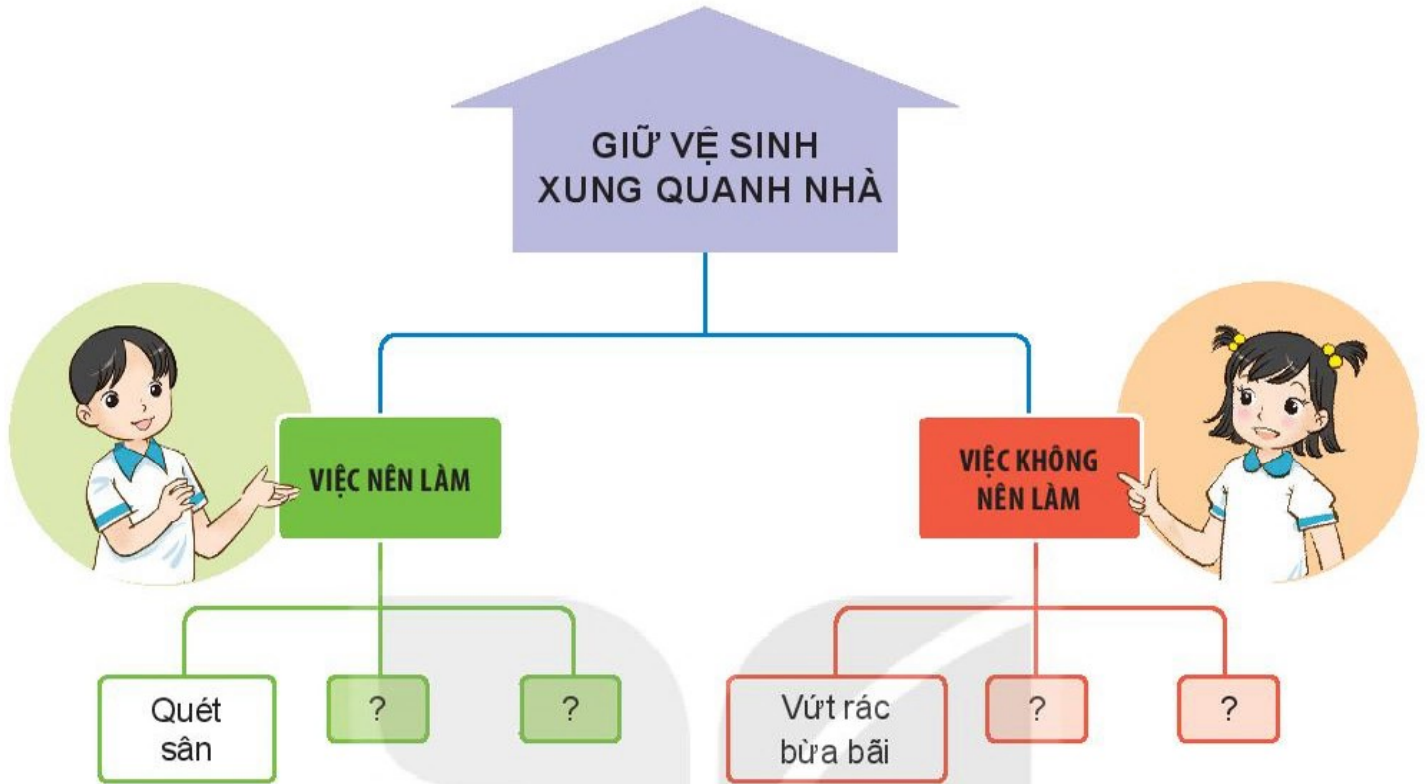 GIỮ VỆ SINH
XUNG QUANH NHÀ
VIỆC NÊN LÀM
VIỆC KHÔNG
NÊN LÀM
Quét
sân
?
?
Vứt rác
bừa bãi
?
?